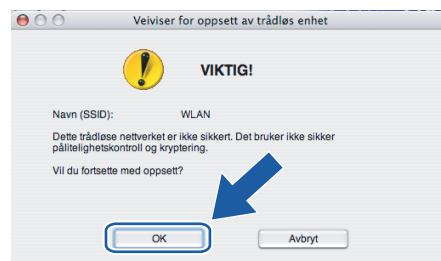 Veiviser for oppsett av trådløs enhet
VIKTIG!
Navn (SSID): WLAN
Dette trådløse nettverket er ikke sikkert. Det bruker ikke sikker
pålitelighetskontroll og kryptering.
Vil du fortsette med oppsett?
OK Avbryt